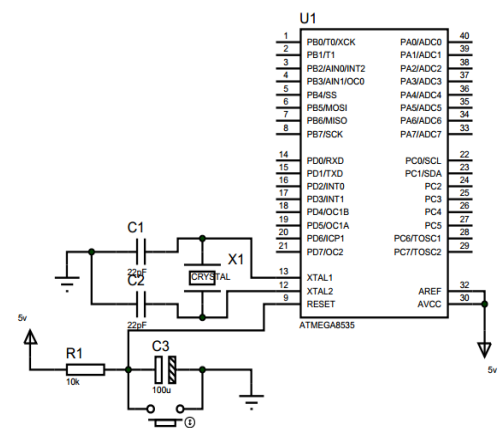 U1
1 PB0/T0/XCK PA0/ADC0 40
2 PB1/T1 PA1/ADC1 39
3 PB2/AIN0/INT2 PA2/ADC2 38
4 PB3/AIN1/OC0 PA3/ADC3 37
5 PB4/SS PA4/ADC4 36
6 PB5/MOSI PA5/ADC5 35
7 PB6/MISO PA6/ADC6 34
8 PB7/SCK PA7/ADC7 33
14 PD0/RXD PC0/SCL 22
15 PD1/TXD PC1/SDA 23
16 PD2/INT0 PC2 24
17 PD3/INT1 PC3 25
18 PD4/OC1B PC4 26
19 PD5/OC1A PC5 27
20 PD6/ICP1 PC6/TOSC1 28
21 PD7/OC2 PC7/TOSC2 29
C1
22pF
X1
CRYSTAL
13 XTAL1
12 XTAL2 AREF 32
9 RESET AVCC 30
ATMEGA8535
C2
22pF
5v
R1
10k
C3
100u
5v